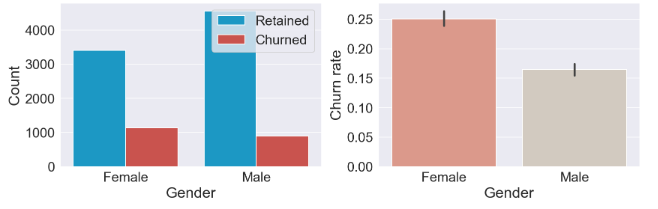 Retained
Churned
4000
3000
2000
1000
0
Count
Female
Male
Gender
0.25
0.20
0.15
0.10
0.05
0.00
Churn rate
Female
Male
Gender